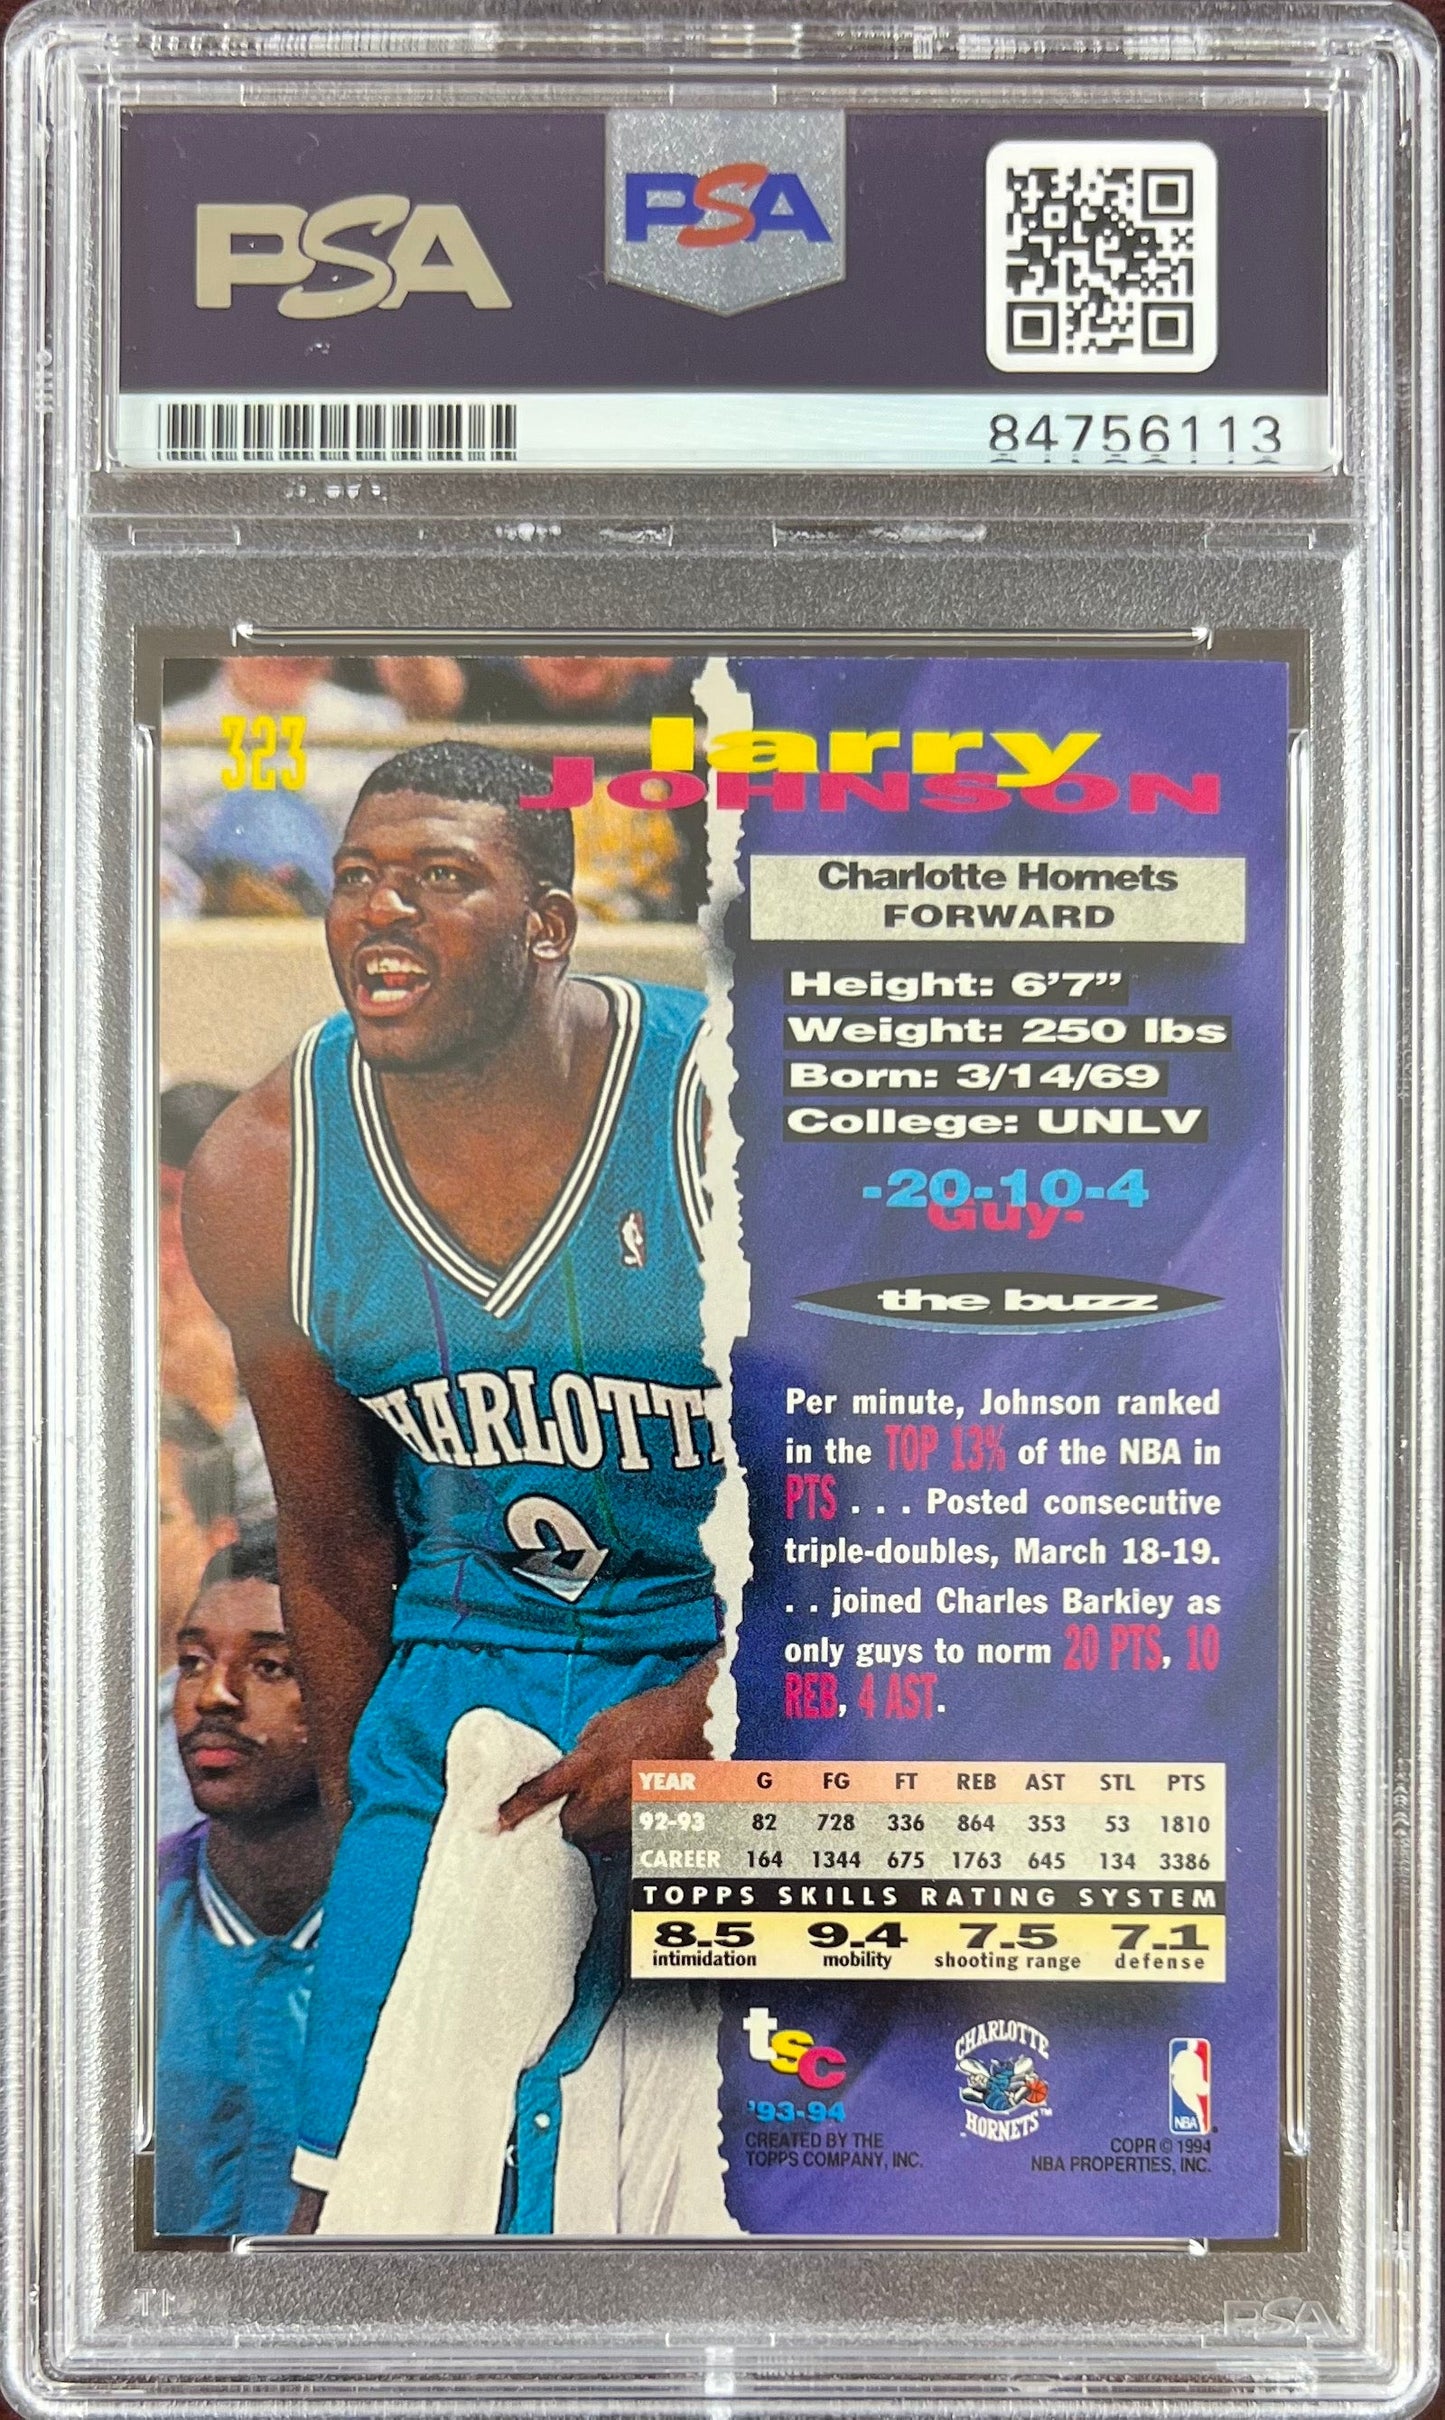 PSA
PSA
84756113
323
larry
JOHNSON
Charlotte Hornets
FORWARD
Height: 6'7"
Weight: 250 lbs
Born: 3/14/69
College: UNLV
-20-10-4
Guy-
the buzz
Per minute, Johnson ranked
in the TOP 13% of the NBA in
PTS . . . Posted consecutive
triple-doubles, March 18-19.
. . joined Charles Barkley as
only guys to norm 20 PTS, 10
REB, 4 AST.
CHARLOTTE
2
YEAR G FG FT REB AST STL PTS
92-93 82 728 336 864 353 53 1810
CAREER 164 1344 675 1763 645 134 3386
TOPPS SKILLS RATING SYSTEM
8.5 9.4 7.5 7.1
intimidation mobility shooting range defense
tsc
'93-94
CREATED BY THE
TOPPS COMPANY, INC.
CHARLOTTE
HORNETS™
NBA
COPR © 1994
NBA PROPERTIES, INC.
PSA